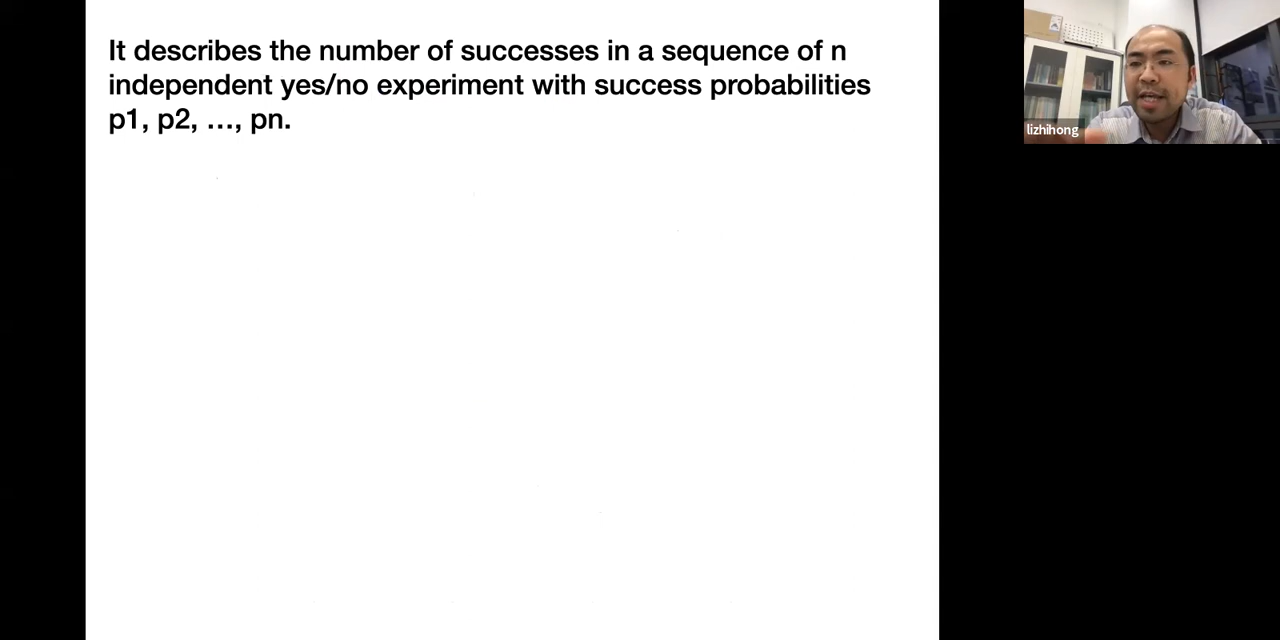 It describes the number of successes in a sequence of n
independent yes/no experiment with success probabilities
p1, p2, …, pn.
lizhihong